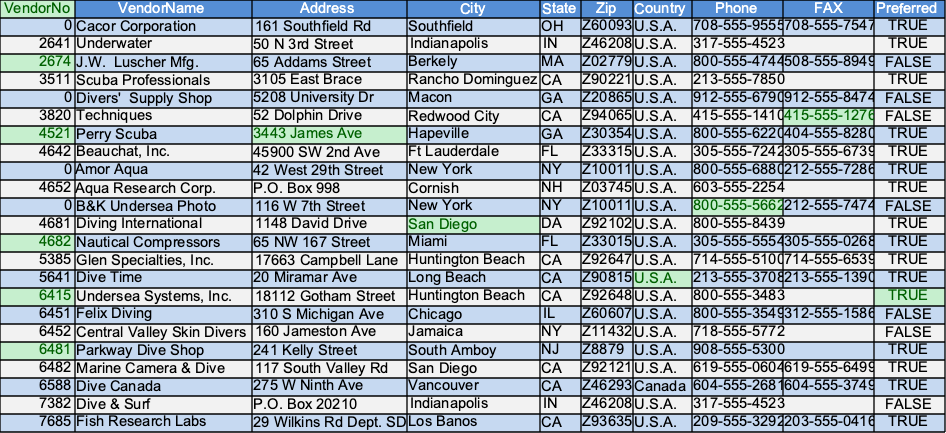 VendorNo VendorName Address City State Zip Country Phone FAX Preferred
0 Cacor Corporation 161 Southfield Rd Southfield OH Z60093 U.S.A. 708-555-9555 708-555-7547 TRUE
2641 Underwater 50 N 3rd Street Indianapolis IN Z46208 U.S.A. 317-555-4523 TRUE
2674 J.W. Luscher Mfg. 65 Addams Street Berkely MA Z02779 U.S.A. 800-555-4744 508-555-8949 FALSE
3511 Scuba Professionals 3105 East Brace Rancho Dominguez CA Z90221 U.S.A. 213-555-7850 TRUE
0 Divers' Supply Shop 5208 University Dr Macon GA Z20865 U.S.A. 912-555-6790 912-555-8474 FALSE
3820 Techniques 52 Dolphin Drive Redwood City CA Z94065 U.S.A. 415-555-1410 415-555-1276 FALSE
4521 Perry Scuba 3443 James Ave Hapeville GA Z30354 U.S.A. 800-555-6220 404-555-8280 TRUE
4642 Beauchat, Inc. 45900 SW 2nd Ave Ft Lauderdale FL Z33315 U.S.A. 305-555-7242 305-555-6739 TRUE
0 Amor Aqua 42 West 29th Street New York NY Z10011 U.S.A. 800-555-6880 212-555-7286 TRUE
4652 Aqua Research Corp. P.O. Box 998 Cornish NH Z03745 U.S.A. 603-555-2254 TRUE
0 B&K Undersea Photo 116 W 7th Street New York NY Z10011 U.S.A. 800-555-5662 212-555-7474 FALSE
4681 Diving International 1148 David Drive San Diego DA Z92102 U.S.A. 800-555-8439 TRUE
4682 Nautical Compressors 65 NW 167 Street Miami FL Z33015 U.S.A. 305-555-5554 305-555-0268 TRUE
5385 Glen Specialties, Inc. 17663 Campbell Lane Huntington Beach CA Z92647 U.S.A. 714-555-5100 714-555-6539 TRUE
5641 Dive Time 20 Miramar Ave Long Beach CA Z90815 U.S.A. 213-555-3708 213-555-1390 TRUE
6415 Undersea Systems, Inc. 18112 Gotham Street Huntington Beach CA Z92648 U.S.A. 800-555-3483 TRUE
6451 Felix Diving 310 S Michigan Ave Chicago IL Z60607 U.S.A. 800-555-3549 312-555-1586 FALSE
6452 Central Valley Skin Divers 160 Jameston Ave Jamaica NY Z11432 U.S.A. 718-555-5772 FALSE
6481 Parkway Dive Shop 241 Kelly Street South Amboy NJ Z8879 U.S.A. 908-555-5300 TRUE
6482 Marine Camera & Dive 117 South Valley Rd San Diego CA Z92121 U.S.A. 619-555-0604 619-555-6499 TRUE
6588 Dive Canada 275 W Ninth Ave Vancouver CA Z46293 Canada 604-555-2681 604-555-3749 TRUE
7382 Dive & Surf P.O. Box 20210 Indianapolis IN Z46208 U.S.A. 317-555-4523 FALSE
7685 Fish Research Labs 29 Wilkins Rd Dept. SD Los Banos CA Z93635 U.S.A. 209-555-3292 203-555-0416 TRUE